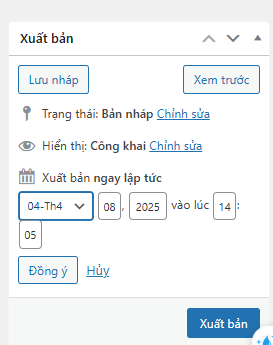 Xuất bản
Lưu nháp Xem trước
Trạng thái: Bản nháp Chỉnh sửa
Hiển thị: Công khai Chỉnh sửa
Xuất bản ngay lập tức
04-Th4 08, 2025 vào lúc 14:
05
Đồng ý Hủy
Xuất bản